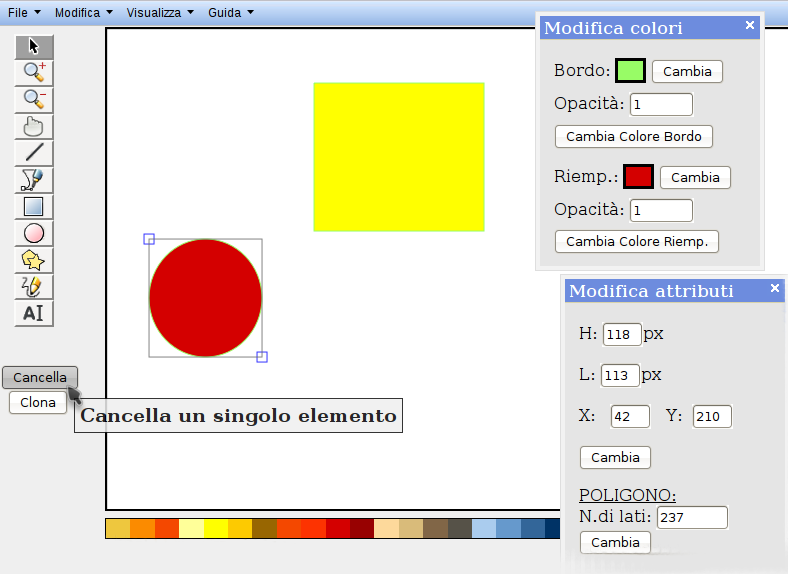 File Modifica Visualizza Guida
Modifica colori
Bordo: Cambia
Opacità: 1
Cambia Colore Bordo
Riemp.: Cambia
Opacità: 1
Cambia Colore Riemp.
Modifica attributi
H: 118 px
L: 113 px
X: 42 Y: 210
Cambia
POLIGONO:
N.di lati: 237
Cambia
AI
Cancella
Clona
Cancella un singolo elemento